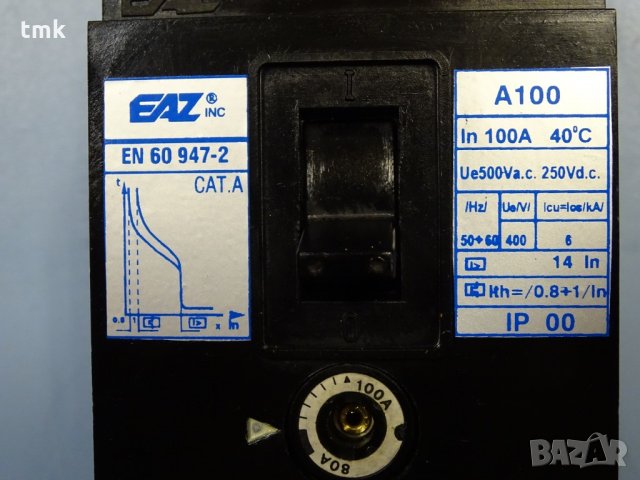 tmk
EAZ
EAZ ® INC
EN 60 947-2
CAT.A
t
0.8 1 x In
I
O
A100
In 100A 40°C
Ue500Va.c. 250Vd.c.
/Hz/ Ue/V/ Icu=Ics/kA/
50÷60 400 6
I> 14 In
Ith=/0.8÷1/In
IP 00
100A
80A
BAZAR